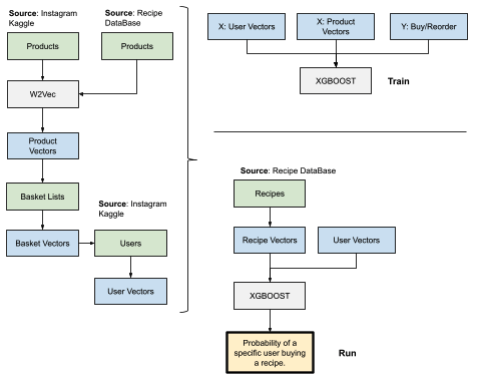 Source: Instagram
Kaggle
Source: Recipe
DataBase
Products
Products
W2Vec
Product
Vectors
Basket Lists
Source: Instagram
Kaggle
Basket Vectors
Users
User Vectors
X: User Vectors
X: Product
Vectors
Y: Buy/Reorder
XGBOOST
Train
Source: Recipe DataBase
Recipes
Recipe Vectors
User Vectors
XGBOOST
Probability of a
specific user buying
a recipe.
Run